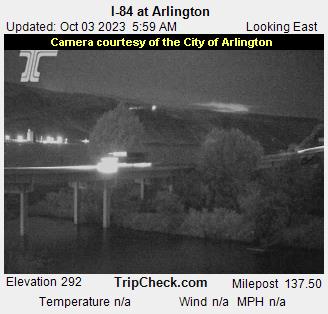 I-84 at Arlington
Updated: Oct 03 2023 5:59 AM Looking East
Camera courtesy of the City of Arlington
Elevation 292 TripCheck.com Milepost 137.50
Temperature n/a Wind n/a MPH n/a